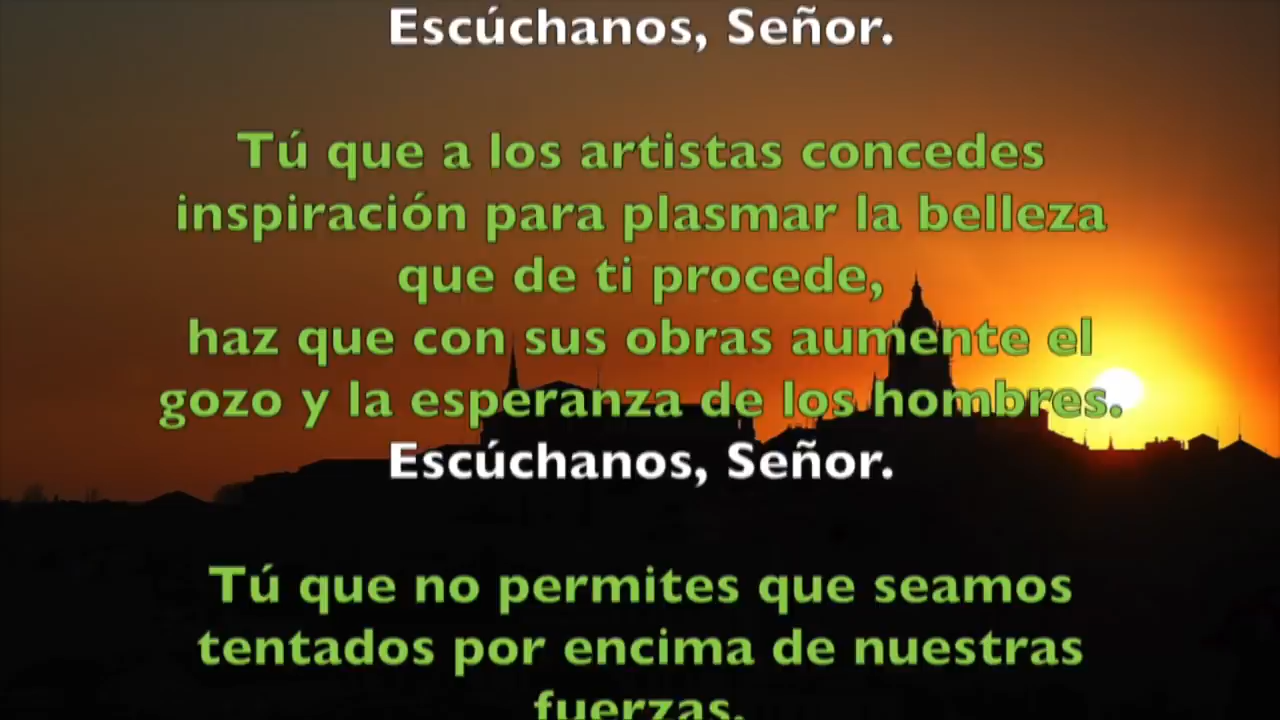 Escúchanos, Señor.
Tú que a los artistas concedes
inspiración para plasmar la belleza
que de ti procede,
haz que con sus obras aumente el
gozo y la esperanza de los hombres.
Escúchanos, Señor.
Tú que no permites que seamos
tentados por encima de nuestras
fuerzas,